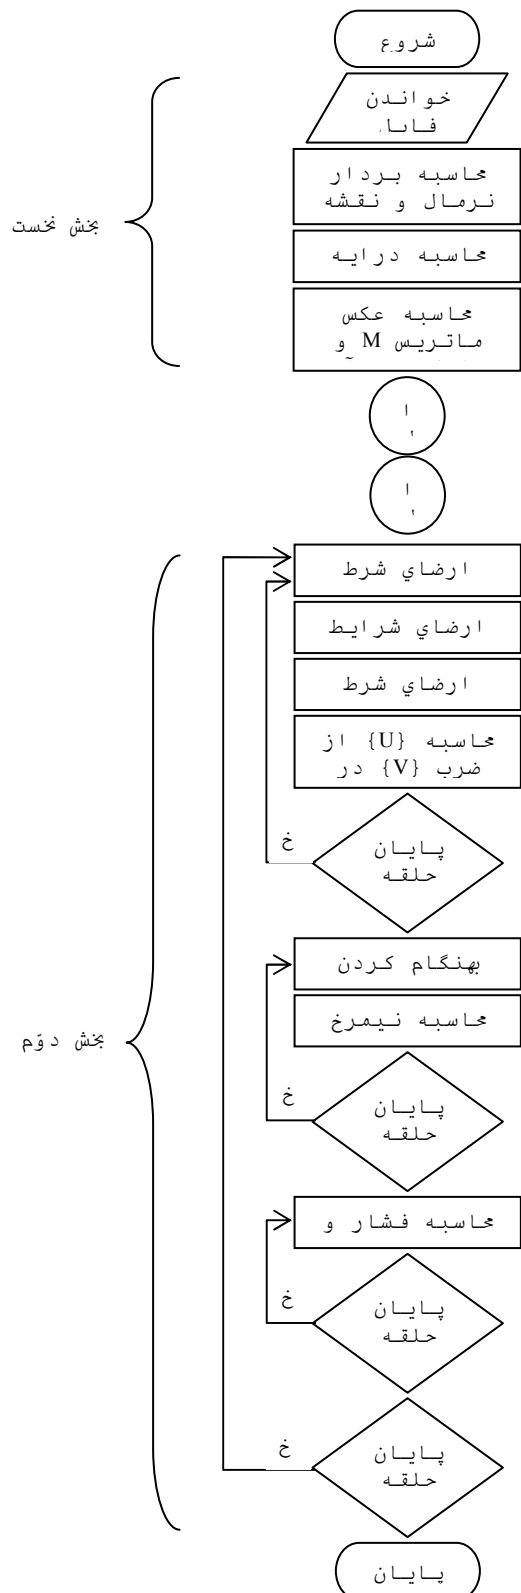 شروع
خواندن
محاسبه بردار
نرمال و نقشه
بخش نخست
محاسبه درایه
محاسبه عکس
ماتریس M و
ارضاي شرط
ارضاي شرایط
ارضاي شرط
محاسبه {U} از
ضرب {V} در
پایان
حلقه
خ
بهنگام کردن
محاسبه نیمرخ
بخش دوّم
پایان
حلقه
خ
محاسبه فشار و
پایان
حلقه
خ
پایان
حلقه
خ
پایان